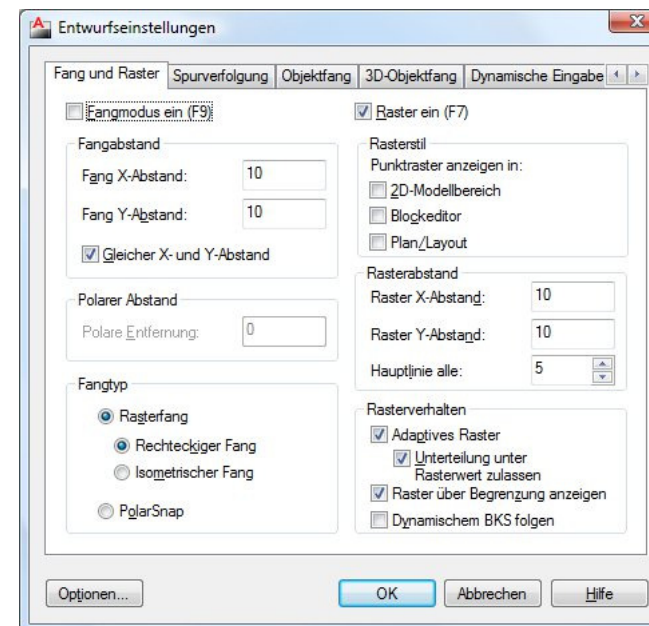 Entwurfseinstellungen
Fang und Raster
Spurverfolgung
Objektfang
3D-Objektfang
Dynamische Eingabe
Fangmodus ein (F9)
Fangabstand
Fang X-Abstand: 10
Fang Y-Abstand: 10
Gleicher X- und Y-Abstand
Polarer Abstand
Polare Entfernung: 0
Fangtyp
Rasterfang
Rechteckiger Fang
Isometrischer Fang
PolarSnap
Raster ein (F7)
Rasterstil
Punktraster anzeigen in:
2D-Modellbereich
Blockeditor
Plan/Layout
Rasterabstand
Raster X-Abstand: 10
Raster Y-Abstand: 10
Hauptlinie alle: 5
Rasterverhalten
Adaptives Raster
Unterteilung unter
Rasterwert zulassen
Raster über Begrenzung anzeigen
Dynamischem BKS folgen
Optionen...
OK
Abbrechen
Hilfe